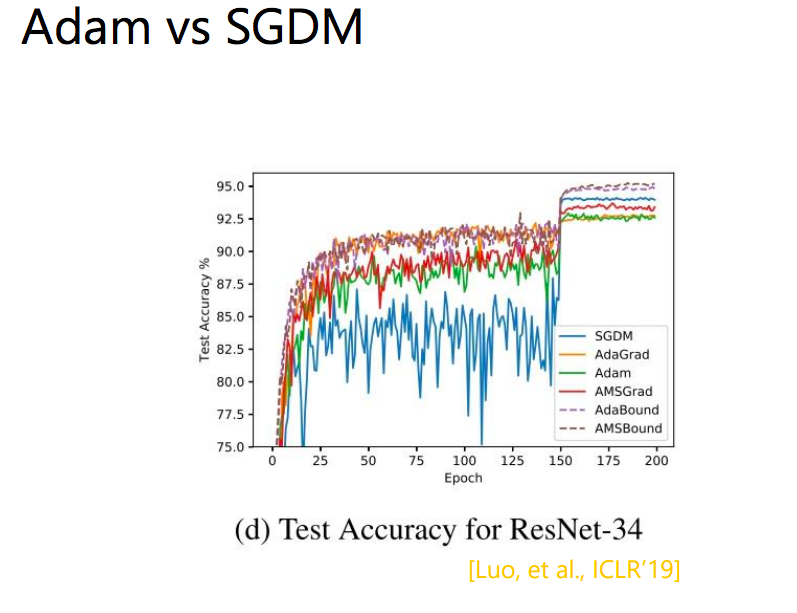 Adam vs SGDM
95.0
92.5
90.0
87.5
85.0
82.5
80.0
77.5
75.0
Test Accuracy %
SGDM
AdaGrad
Adam
AMSGrad
AdaBound
AMSBound
0 25 50 75 100 125 150 175 200
Epoch
(d) Test Accuracy for ResNet-34
[Luo, et al., ICLR’19]